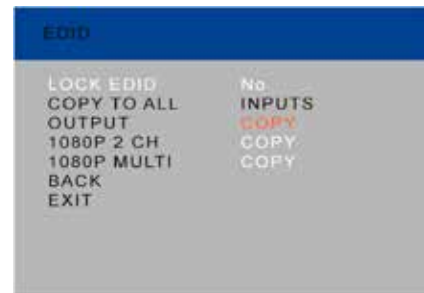 EDID
LOCK EDID No
COPY TO ALL INPUTS
OUTPUT COPY
1080P 2 CH COPY
1080P MULTI COPY
BACK
EXIT